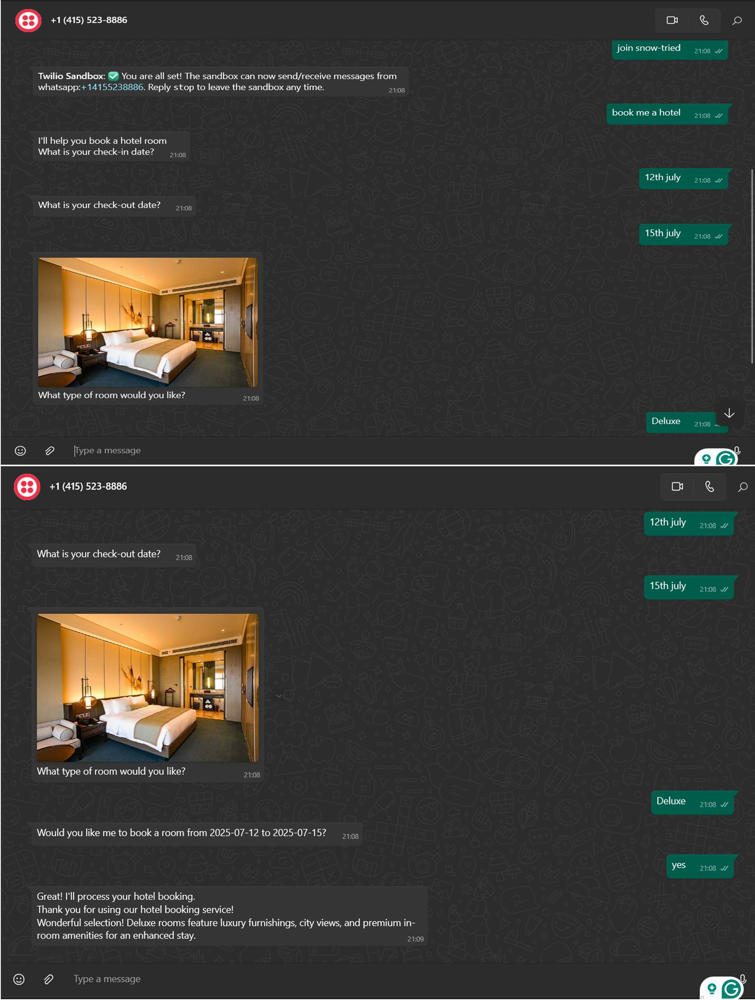 +1 (415) 523-8886
join snow-tried 21:08
Twilio Sandbox: ✅ You are all set! The sandbox can now send/receive messages from
whatsapp:+14155238886. Reply stop to leave the sandbox any time. 21:08
book me a hotel 21:08
I'll help you book a hotel room
What is your check-in date? 21:08
12th july 21:08
What is your check-out date? 21:08
15th july 21:08
What type of room would you like? 21:08
Deluxe 21:08
Type a message
+1 (415) 523-8886
12th july 21:08
What is your check-out date? 21:08
15th july 21:08
What type of room would you like? 21:08
Deluxe 21:08
Would you like me to book a room from 2025-07-12 to 2025-07-15? 21:08
yes 21:08
Great! I'll process your hotel booking.
Thank you for using our hotel booking service!
Wonderful selection! Deluxe rooms feature luxury furnishings, city views, and premium in-
room amenities for an enhanced stay. 21:09
Type a message